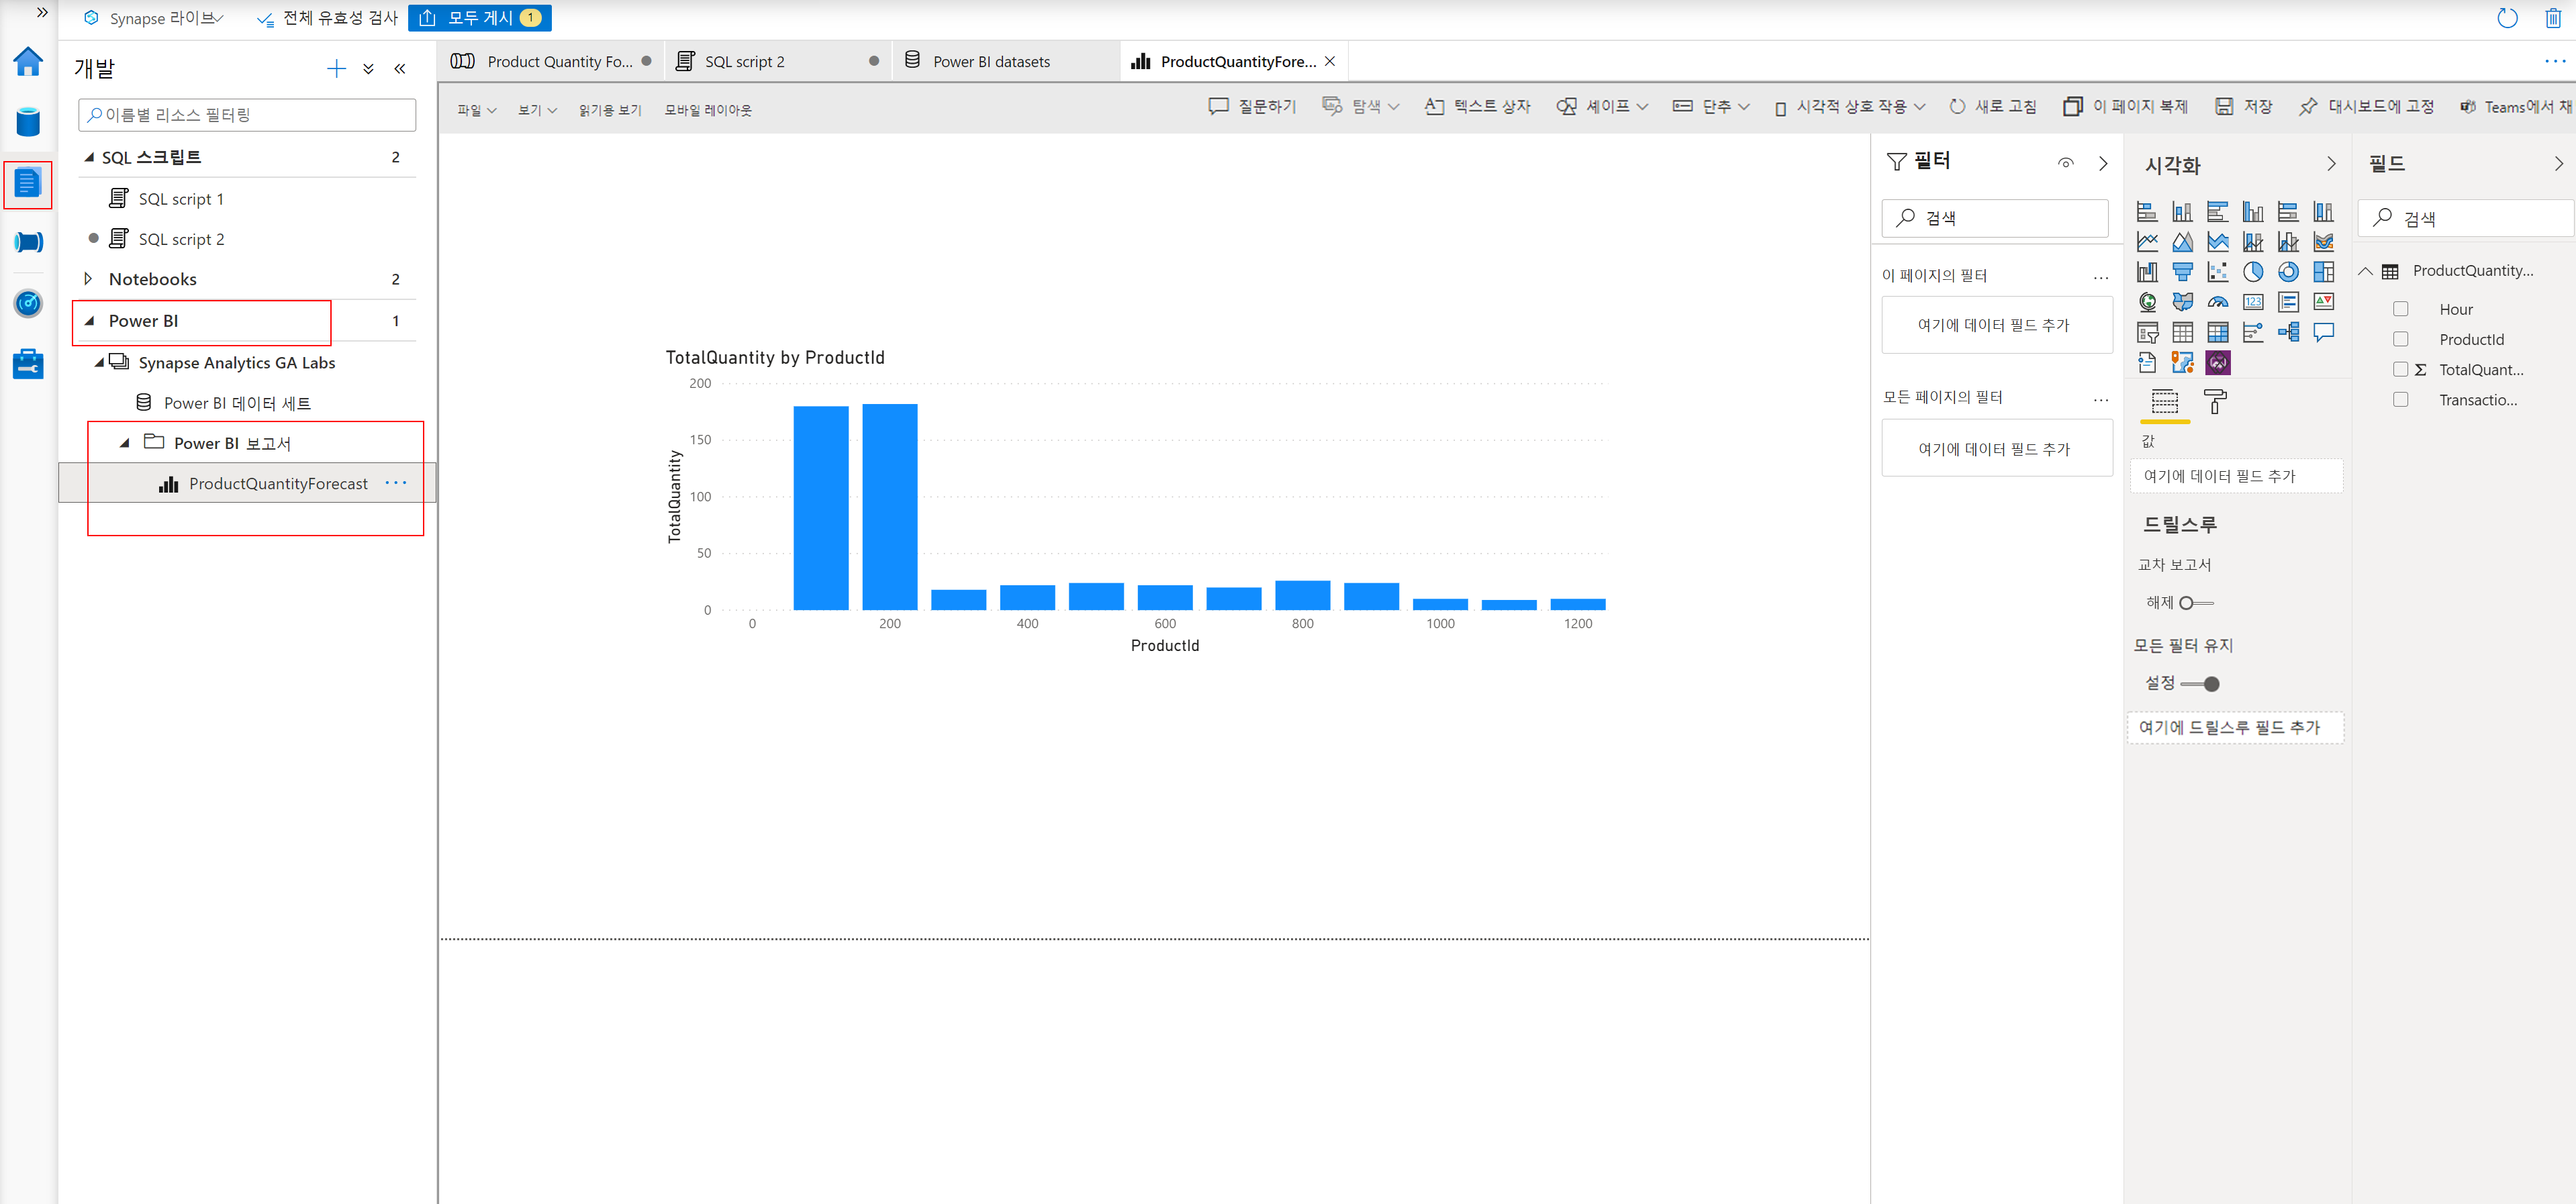 Synapse 라이브
전체 유효성 검사
모두 게시 1
개발
이름별 리소스 필터링
SQL 스크립트 2
SQL script 1
SQL script 2
Notebooks 2
Power BI 1
Synapse Analytics GA Labs
Power BI 데이터 세트
Power BI 보고서
ProductQuantityForecast ...
Product Quantity Fo...
SQL script 2
Power BI datasets
ProductQuantityFore...
파일
보기
읽기용 보기
모바일 레이아웃
질문하기
탐색
텍스트 상자
셰이프
단추
시각적 상호 작용
새로 고침
이 페이지 복제
저장
대시보드에 고정
Teams에서 채
TotalQuantity by ProductId
TotalQuantity
200
150
100
50
0
0 200 400 600 800 1000 1200
ProductId
필터
검색
이 페이지의 필터 ...
여기에 데이터 필드 추가
모든 페이지의 필터 ...
여기에 데이터 필드 추가
시각화
123
값
여기에 데이터 필드 추가
드릴스루
교차 보고서
해제
모든 필터 유지
설정
여기에 드릴스루 필드 추가
필드
검색
ProductQuantity...
Hour
ProductId
Σ TotalQuant...
Transactio...